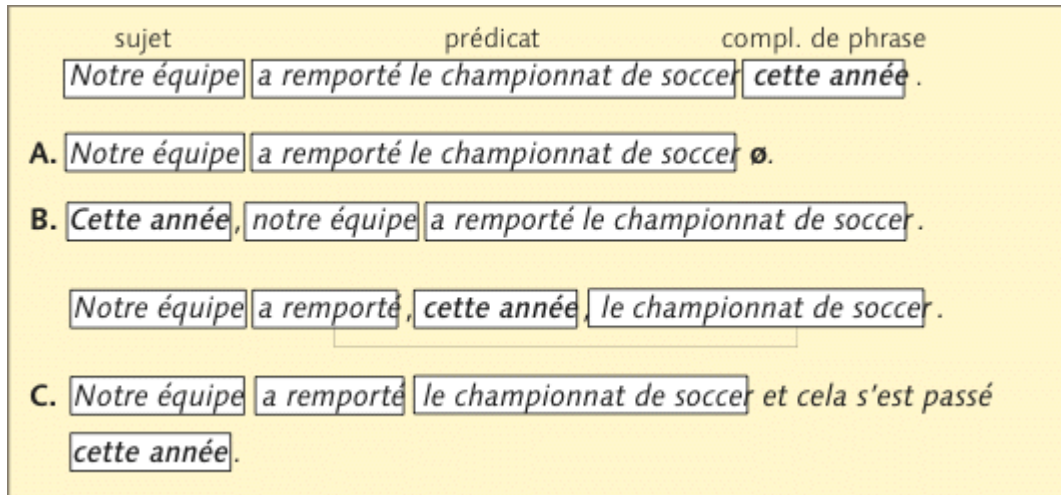 sujet prédicat compl. de phrase
Notre équipe a remporté le championnat de soccer cette année.
A. Notre équipe a remporté le championnat de soccer ø.
B. Cette année, notre équipe a remporté le championnat de soccer.
Notre équipe a remporté, cette année, le championnat de soccer.
C. Notre équipe a remporté le championnat de soccer et cela s'est passé
cette année.